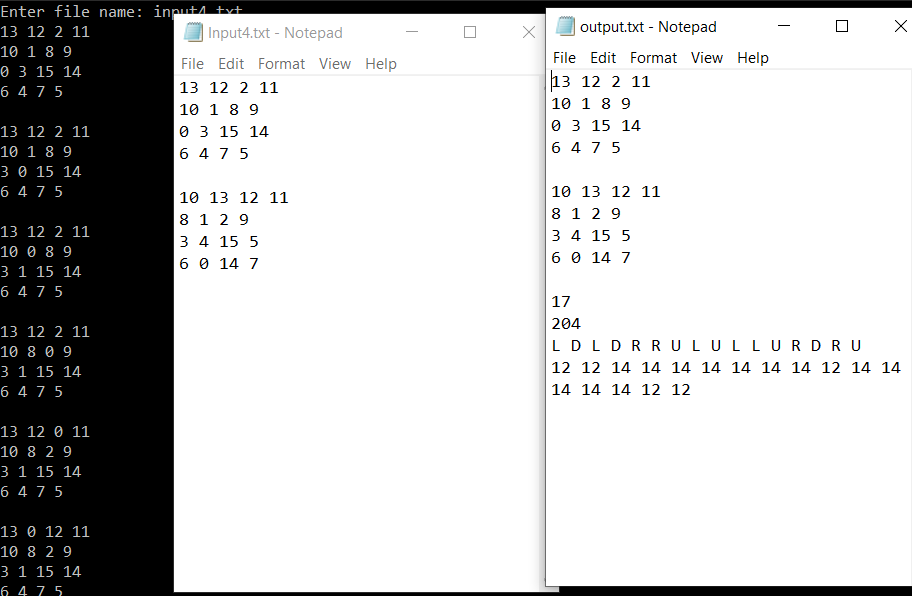 Enter file name: input4.txt
13 12 2 11
10 1 8 9
0 3 15 14
6 4 7 5
13 12 2 11
10 1 8 9
3 0 15 14
6 4 7 5
13 12 2 11
10 0 8 9
3 1 15 14
6 4 7 5
13 12 2 11
10 8 0 9
3 1 15 14
6 4 7 5
13 12 0 11
10 8 2 9
3 1 15 14
6 4 7 5
13 0 12 11
10 8 2 9
3 1 15 14
6 4 7 5
Input4.txt - Notepad
File Edit Format View Help
13 12 2 11
10 1 8 9
0 3 15 14
6 4 7 5
10 13 12 11
8 1 2 9
3 4 15 5
6 0 14 7
output.txt - Notepad
File Edit Format View Help
13 12 2 11
10 1 8 9
0 3 15 14
6 4 7 5
10 13 12 11
8 1 2 9
3 4 15 5
6 0 14 7
17
204
L D L D R R U L U L L U R D R U
12 12 14 14 14 14 14 14 14 12 14 14
14 14 14 12 12